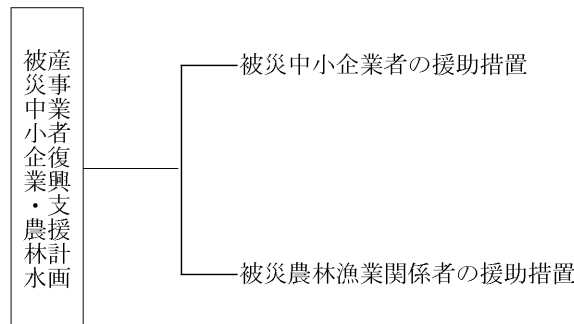 被災中小企業・農林水
産事業者復興支援計画
被災中小企業者の援助措置
被災農林漁業関係者の援助措置